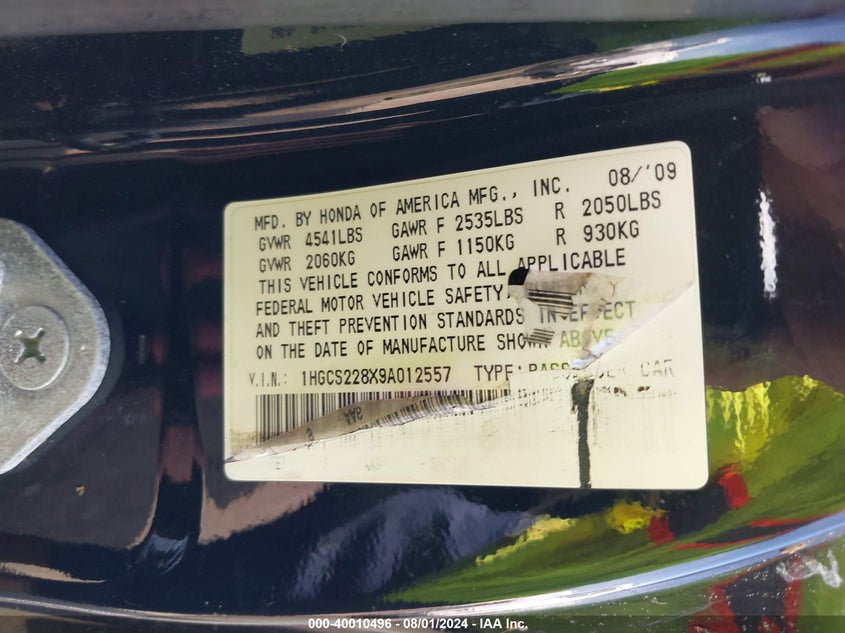 MFD. BY HONDA OF AMERICA MFG., INC. 08/'09
GVWR 4541LBS GAWR F 2535LBS R 2050LBS
GVWR 2060KG GAWR F 1150KG R 930KG
THIS VEHICLE CONFORMS TO ALL APPLICABLE
FEDERAL MOTOR VEHICLE SAFETY
AND THEFT PREVENTION STANDARDS IN EFFECT
ON THE DATE OF MANUFACTURE SHOWN ABOVE
V.I.N.: 1HGCS228X9A012557 TYPE: PASSENGER CAR
000-40010496 - 08/01/2024 - IAA Inc.